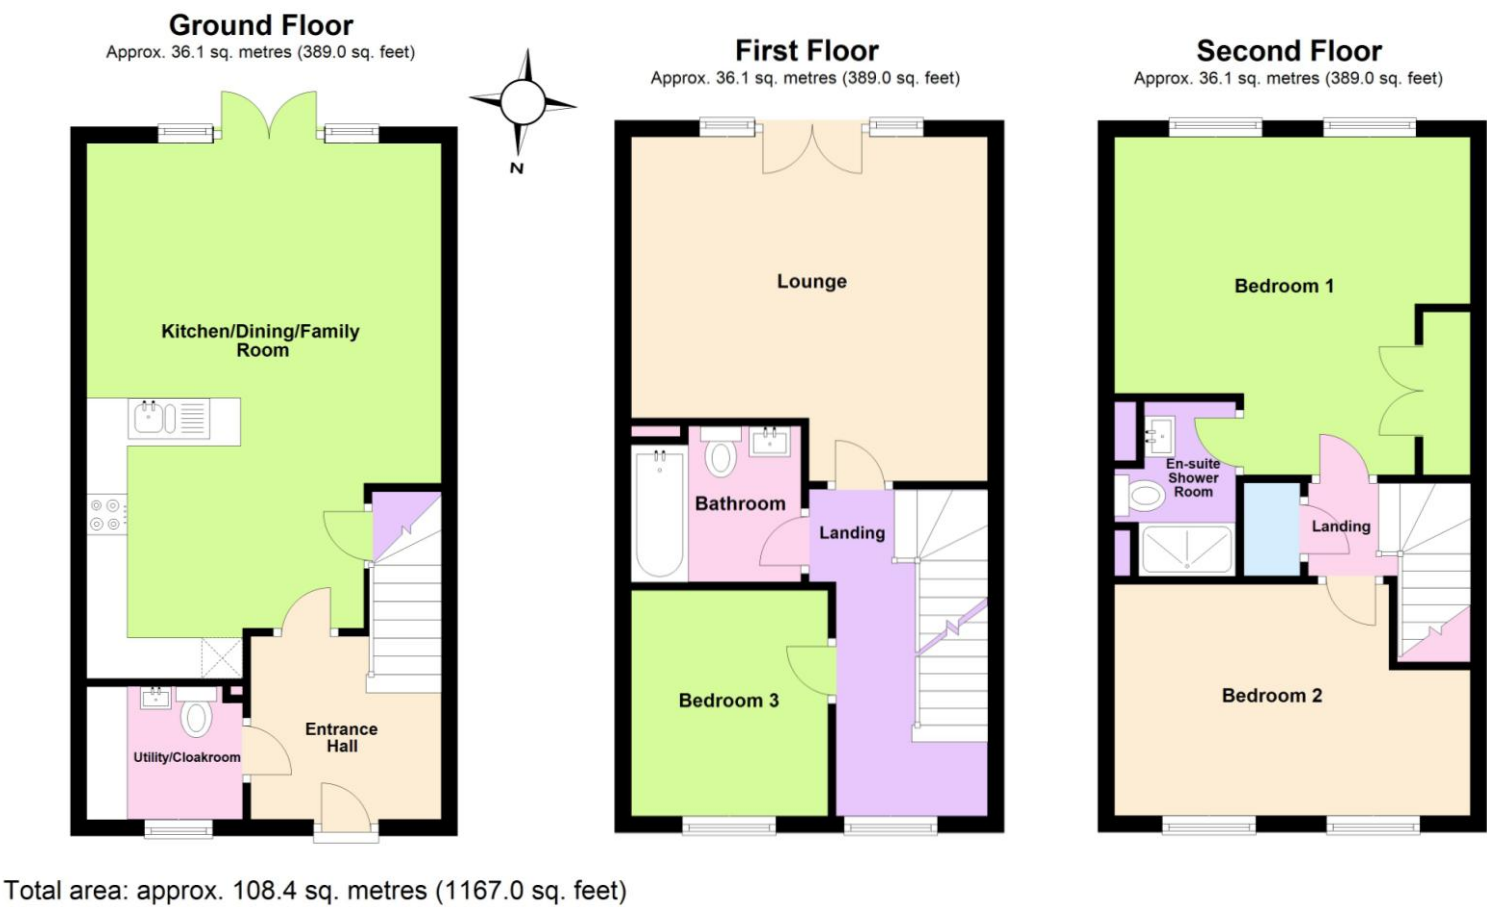 Ground Floor
Approx. 36.1 sq. metres (389.0 sq. feet)
Kitchen/Dining/Family
Room
Utility/Cloakroom
Entrance
Hall
N
First Floor
Approx. 36.1 sq. metres (389.0 sq. feet)
Lounge
Bathroom
Landing
Bedroom 3
Second Floor
Approx. 36.1 sq. metres (389.0 sq. feet)
Bedroom 1
En-suite
Shower
Room
Landing
Bedroom 2
Total area: approx. 108.4 sq. metres (1167.0 sq. feet)